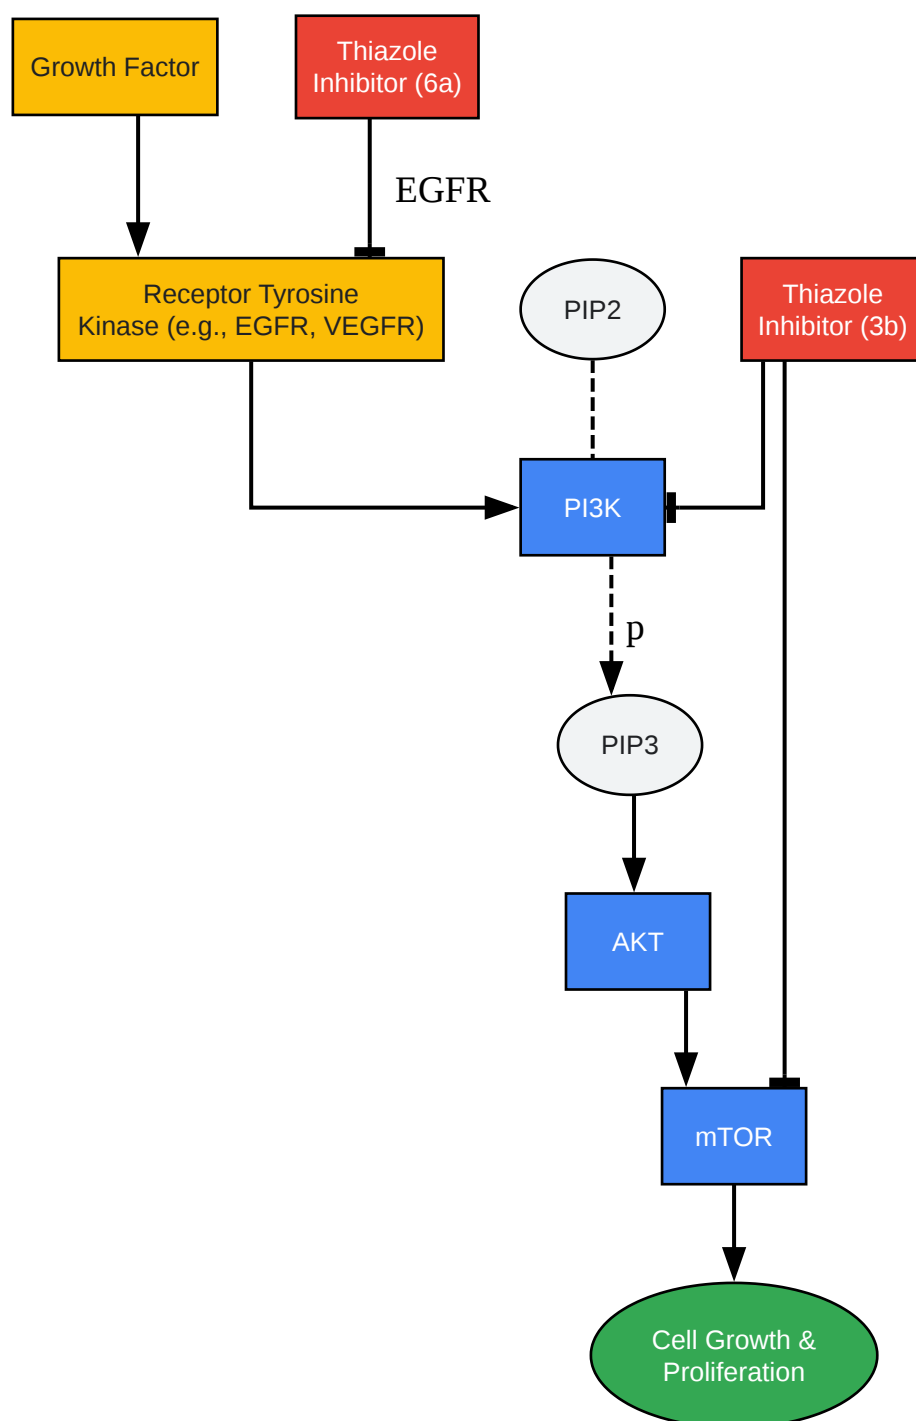 Growth Factor
Thiazole
Inhibitor (6a)
EGFR
Receptor Tyrosine
Kinase (e.g., EGFR, VEGFR)
PIP2
Thiazole
Inhibitor (3b)
PI3K
p
PIP3
AKT
mTOR
Cell Growth &
Proliferation